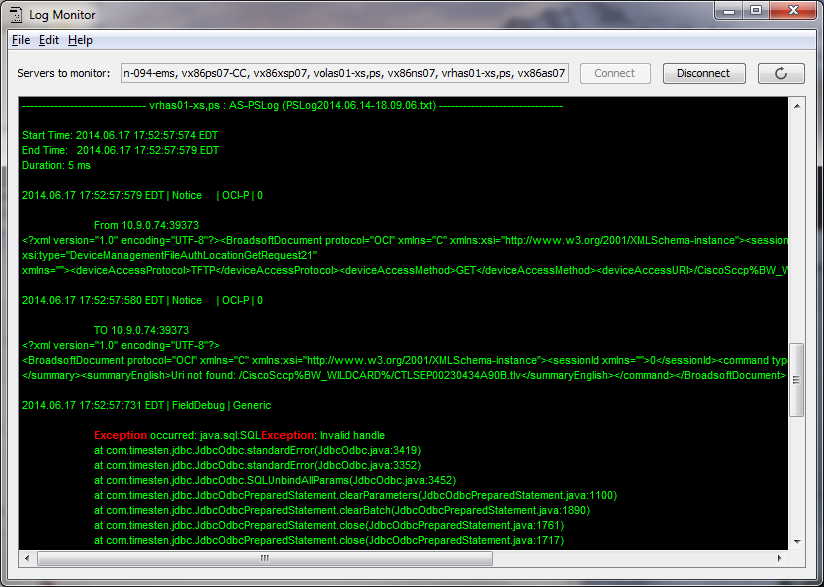 Log Monitor
File Edit Help
Servers to monitor: n-094-ems, vx86ps07-CC, vx86xsp07, volas01-xs,ps, vx86ns07, vrhas01-xs,ps, vx86as07 Connect Disconnect
------------------------------- vrhas01-xs,ps : AS-PSLog (PSLog2014.06.14-18.09.06.txt) -------------------------------
Start Time: 2014.06.17 17:52:57:574 EDT
End Time: 2014.06.17 17:52:57:579 EDT
Duration: 5 ms
2014.06.17 17:52:57:579 EDT | Notice | OCI-P | 0
From 10.9.0.74:39373
<?xml version="1.0" encoding="UTF-8"?><BroadsoftDocument protocol="OCI" xmlns="C" xmlns:xsi="http://www.w3.org/2001/XMLSchema-instance"><session
xsi:type="DeviceManagementFileAuthLocationGetRequest21"
xmlns=""><deviceAccessProtocol>TFTP</deviceAccessProtocol><deviceAccessMethod>GET</deviceAccessMethod><deviceAccessURI>/CiscoSccp%BW_W
2014.06.17 17:52:57:580 EDT | Notice | OCI-P | 0
TO 10.9.0.74:39373
<?xml version="1.0" encoding="UTF-8"?>
<BroadsoftDocument protocol="OCI" xmlns="C" xmlns:xsi="http://www.w3.org/2001/XMLSchema-instance"><sessionId xmlns="">0</sessionId><command typ
</summary><summaryEnglish>Uri not found: /CiscoSccp%BW_WILDCARD%/CTLSEP00230434A90B.tlv</summaryEnglish></command></BroadsoftDocument>
2014.06.17 17:52:57:731 EDT | FieldDebug | Generic
Exception occurred: java.sql.SQLException: Invalid handle
at com.timesten.jdbc.JdbcOdbc.standardError(JdbcOdbc.java:3419)
at com.timesten.jdbc.JdbcOdbc.standardError(JdbcOdbc.java:3352)
at com.timesten.jdbc.JdbcOdbc.SQLUnbindAllParams(JdbcOdbc.java:3452)
at com.timesten.jdbc.JdbcOdbcPreparedStatement.clearParameters(JdbcOdbcPreparedStatement.java:1100)
at com.timesten.jdbc.JdbcOdbcPreparedStatement.clearBatch(JdbcOdbcPreparedStatement.java:1890)
at com.timesten.jdbc.JdbcOdbcPreparedStatement.close(JdbcOdbcPreparedStatement.java:1761)
at com.timesten.jdbc.JdbcOdbcPreparedStatement.close(JdbcOdbcPreparedStatement.java:1717)